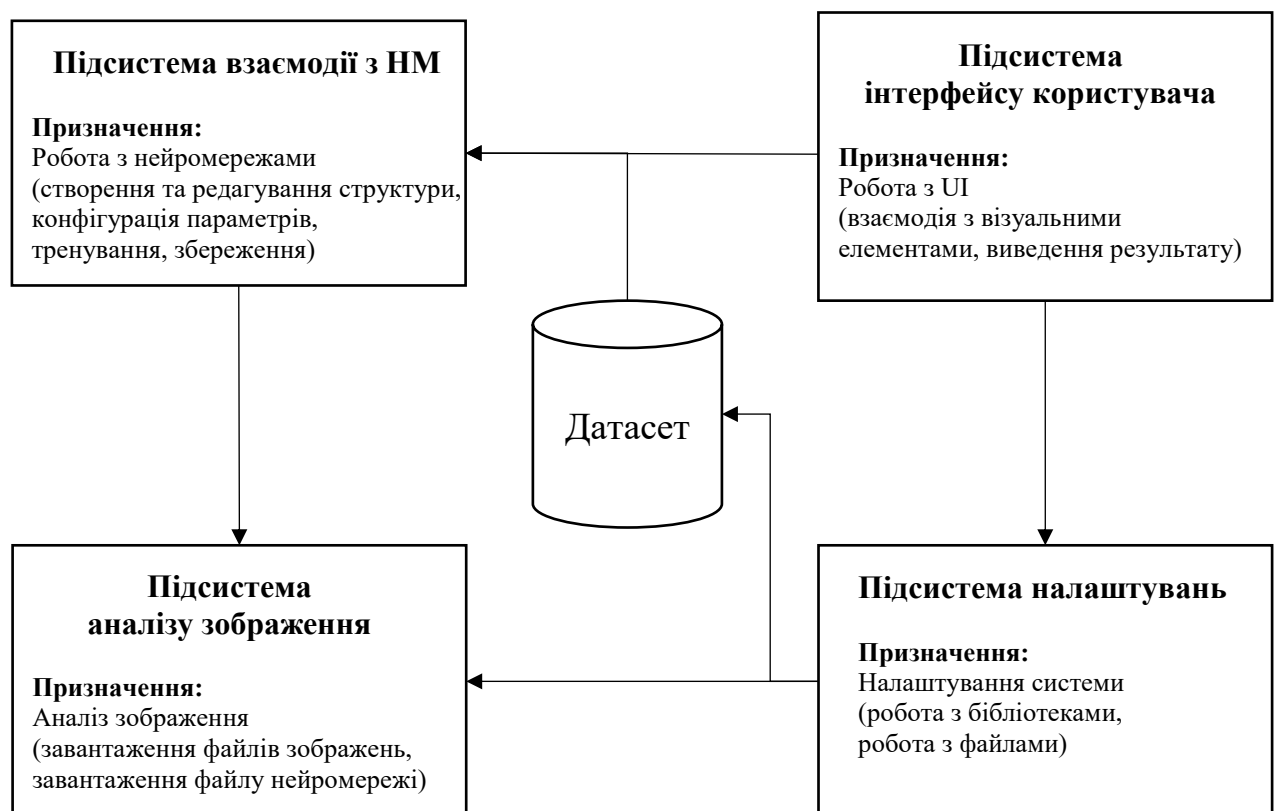 Підсистема взаємодії з НМ
Призначення:
Робота з нейромережами
(створення та редагування структури,
конфігурація параметрів,
тренування, збереження)
Підсистема
інтерфейсу користувача
Призначення:
Робота з UI
(взаємодія з візуальними
елементами, виведення результату)
Датасет
Підсистема
аналізу зображення
Призначення:
Аналіз зображення
(завантаження файлів зображень,
завантаження файлу нейромережі)
Підсистема налаштувань
Призначення:
Налаштування системи
(робота з бібліотеками,
робота з файлами)